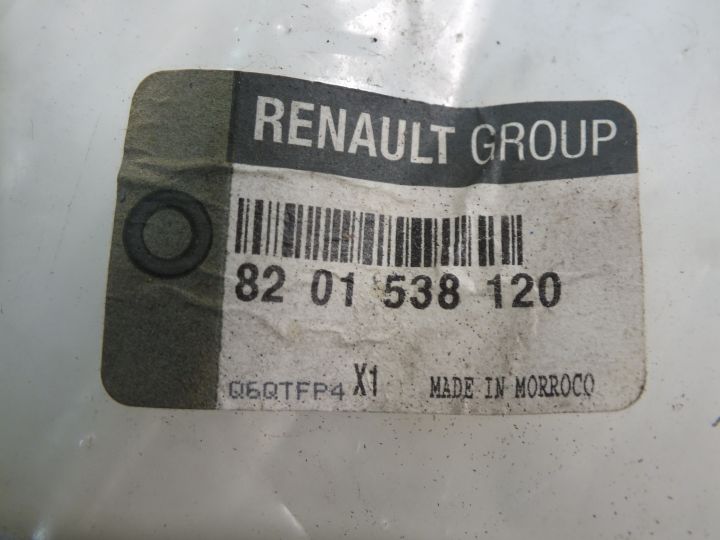 RENAULT GROUP
82 01 538 120
Q6QTFP4 X1 MADE IN MORROCO